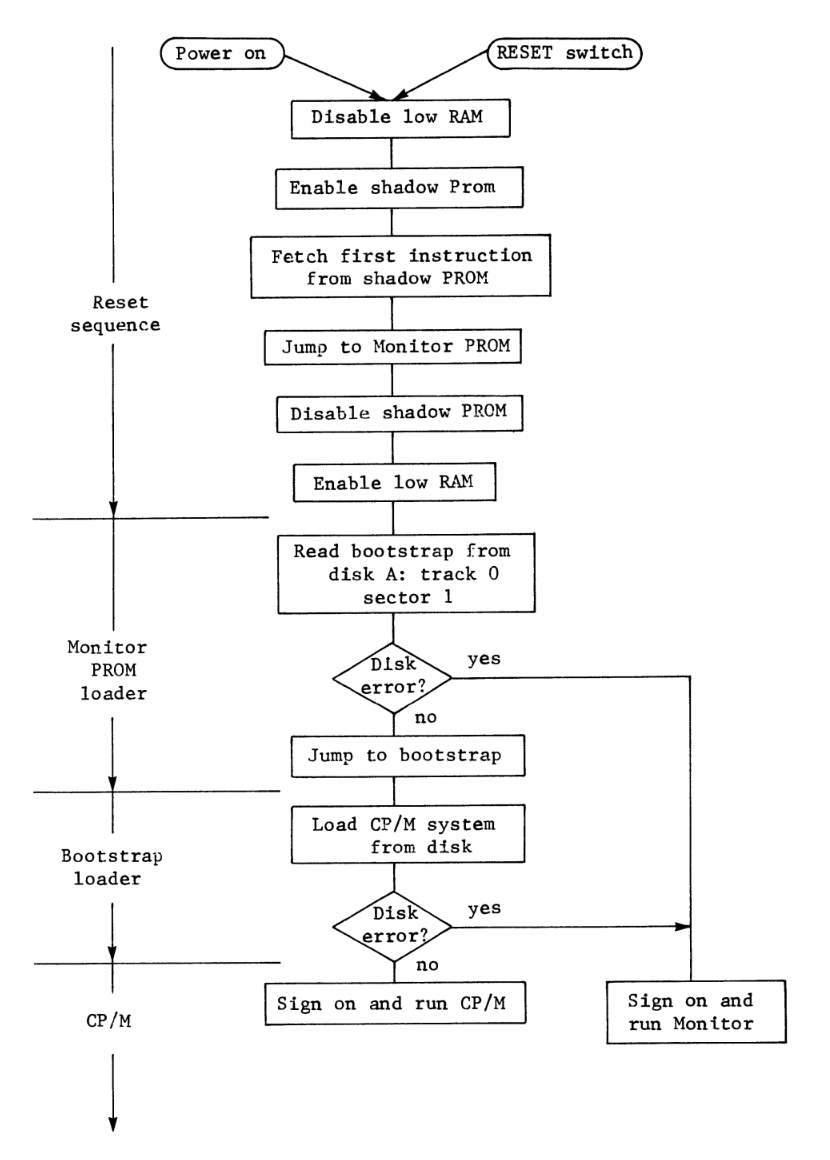 Power on
RESET switch
Disable low RAM
Enable shadow Prom
Fetch first instruction
from shadow PROM
Reset
sequence
Jump to Monitor PROM
Disable shadow PROM
Enable low RAM
Read bootstrap from
disk A: track 0
sector 1
Monitor
PROM
loader
Disk
error?
yes
no
Jump to bootstrap
Load CP/M system
from disk
Bootstrap
loader
Disk
error?
yes
no
Sign on and run CP/M
Sign on and
run Monitor
CP/M